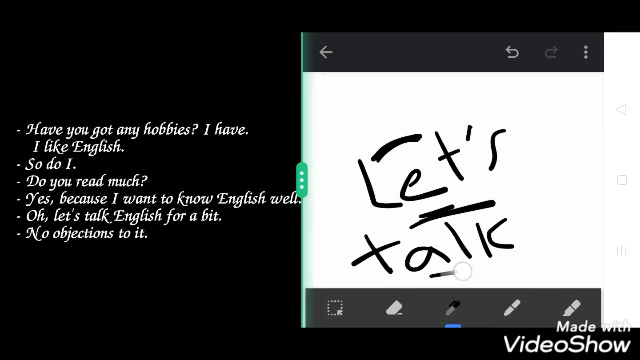 - Have you got any hobbies? I have.
I like English.
- So do I.
- Do you read much?
- Yes, because I want to know English well.
- Oh, let's talk English for a bit.
- No objections to it.
Let's
talk
Made with
VideoShow